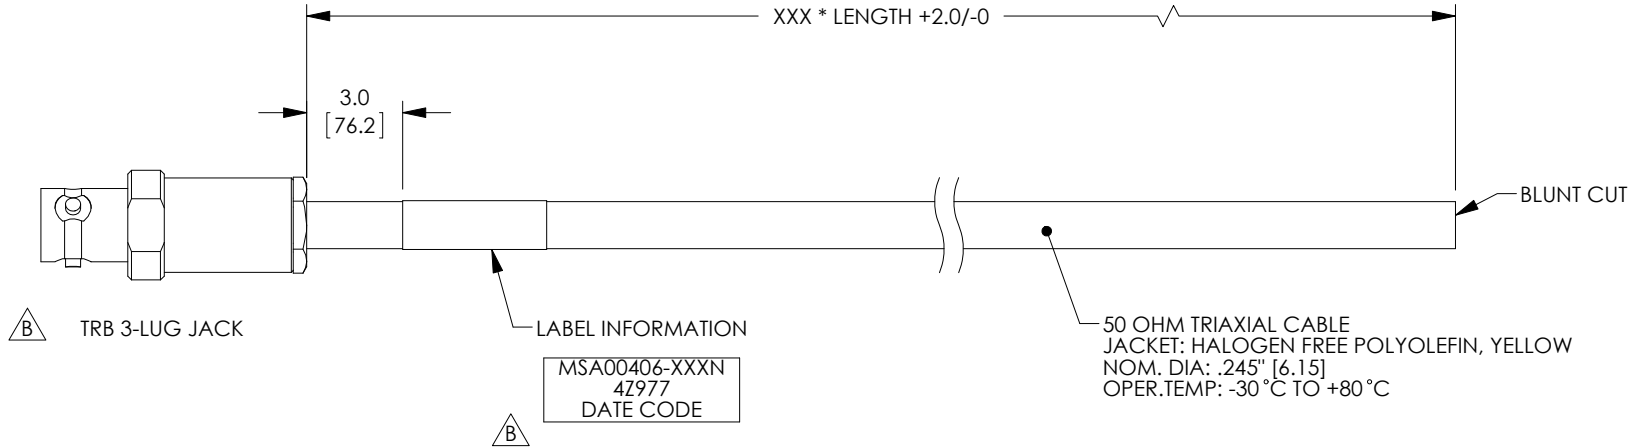 XXX * LENGTH +2.0/-0
3.0
[76.2]
BLUNT CUT
B
TRB 3-LUG JACK
LABEL INFORMATION
MSA00406-XXXN
4Z977
DATE CODE
B
50 OHM TRIAXIAL CABLE
JACKET: HALOGEN FREE POLYOLEFIN, YELLOW
NOM. DIA: .245" [6.15]
OPER.TEMP: -30°C TO +80°C